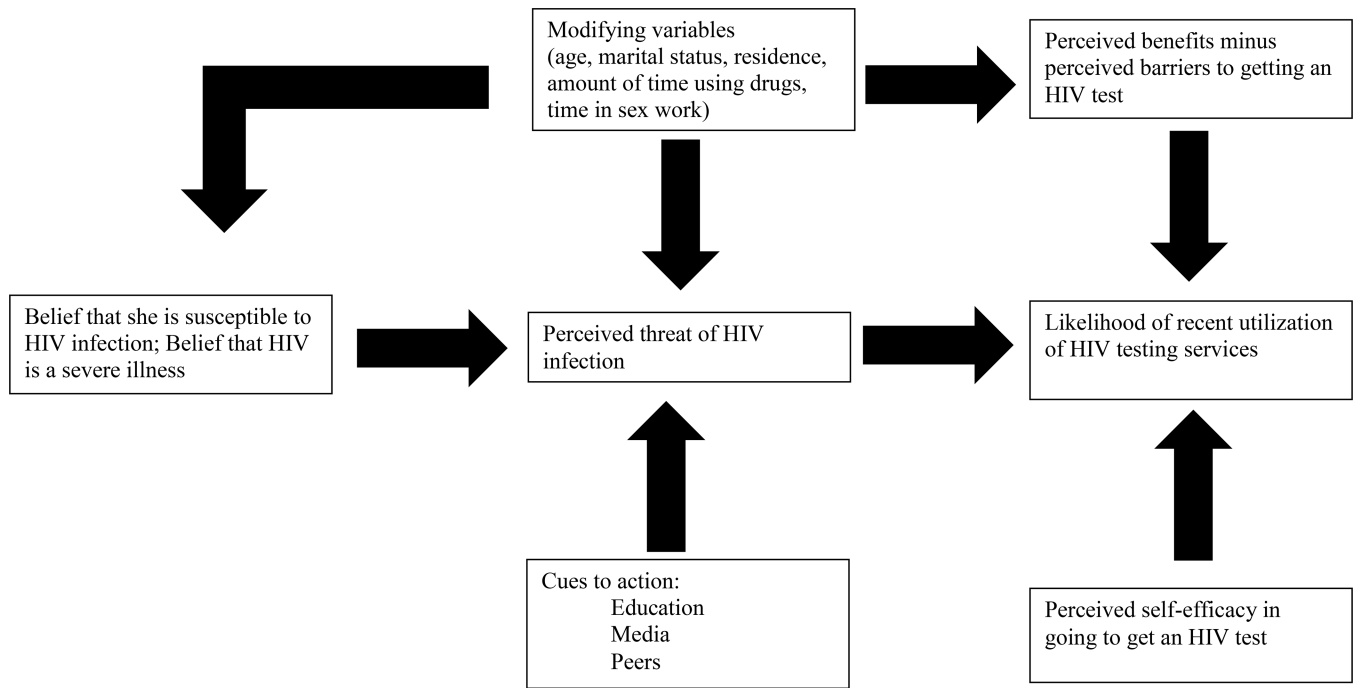 Modifying variables
(age, marital status, residence,
amount of time using drugs,
time in sex work)
Perceived benefits minus
perceived barriers to getting an
HIV test
Belief that she is susceptible to
HIV infection; Belief that HIV
is a severe illness
Perceived threat of HIV
infection
Likelihood of recent utilization
of HIV testing services
Cues to action:
Education
Media
Peers
Perceived self-efficacy in
going to get an HIV test